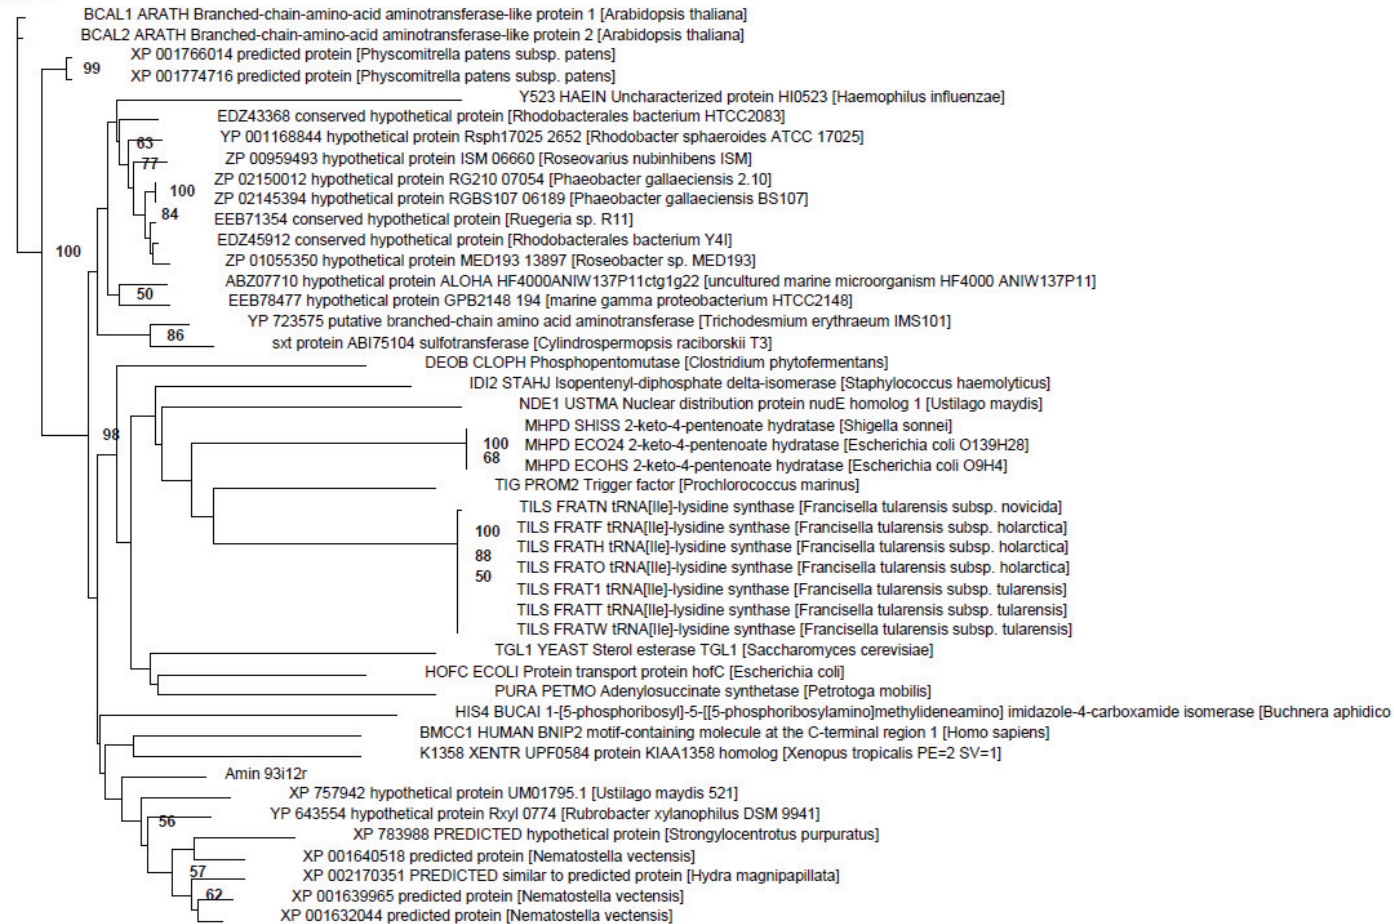 BCAL1 ARATH Branched-chain-amino-acid aminotransferase-like protein 1 [Arabidopsis thaliana]
BCAL2 ARATH Branched-chain-amino-acid aminotransferase-like protein 2 [Arabidopsis thaliana]
XP 001766014 predicted protein [Physcomitrella patens subsp. patens]
99
XP 001774716 predicted protein [Physcomitrella patens subsp. patens]
Y523 HAEIN Uncharacterized protein HI0523 [Haemophilus influenzae]
EDZ43368 conserved hypothetical protein [Rhodobacterales bacterium HTCC2083]
63 YP 001168844 hypothetical protein Rsph17025 2652 [Rhodobacter sphaeroides ATCC 17025]
77 ZP 00959493 hypothetical protein ISM 06660 [Roseovarius nubinhibens ISM]
ZP 02150012 hypothetical protein RG210 07054 [Phaeobacter gallaeciensis 2.10]
100
ZP 02145394 hypothetical protein RGBS107 06189 [Phaeobacter gallaeciensis BS107]
84
EEB71354 conserved hypothetical protein [Ruegeria sp. R11]
EDZ45912 conserved hypothetical protein [Rhodobacterales bacterium Y4I]
100
ZP 01055350 hypothetical protein MED193 13897 [Roseobacter sp. MED193]
ABZ07710 hypothetical protein ALOHA HF4000ANIW137P11ctg1g22 [uncultured marine microorganism HF4000 ANIW137P11]
50
EEB78477 hypothetical protein GPB2148 194 [marine gamma proteobacterium HTCC2148]
YP 723575 putative branched-chain amino acid aminotransferase [Trichodesmium erythraeum IMS101]
86
sxt protein ABI75104 sulfotransferase [Cylindrospermopsis raciborskii T3]
DEOB CLOPH Phosphopentomutase [Clostridium phytofermentans]
IDI2 STAHJ Isopentenyl-diphosphate delta-isomerase [Staphylococcus haemolyticus]
NDE1 USTMA Nuclear distribution protein nudE homolog 1 [Ustilago maydis]
MHPD SHISS 2-keto-4-pentenoate hydratase [Shigella sonnei]
98
100 MHPD ECO24 2-keto-4-pentenoate hydratase [Escherichia coli O139H28]
68 MHPD ECOHS 2-keto-4-pentenoate hydratase [Escherichia coli O9H4]
TIG PROM2 Trigger factor [Prochlorococcus marinus]
TILS FRATN tRNA[Ile]-lysidine synthase [Francisella tularensis subsp. novicida]
100 TILS FRATF tRNA[Ile]-lysidine synthase [Francisella tularensis subsp. holarctica]
88 TILS FRATH tRNA[Ile]-lysidine synthase [Francisella tularensis subsp. holarctica]
50 TILS FRATO tRNA[Ile]-lysidine synthase [Francisella tularensis subsp. holarctica]
TILS FRAT1 tRNA[Ile]-lysidine synthase [Francisella tularensis subsp. tularensis]
TILS FRATT tRNA[Ile]-lysidine synthase [Francisella tularensis subsp. tularensis]
TILS FRATW tRNA[Ile]-lysidine synthase [Francisella tularensis subsp. tularensis]
TGL1 YEAST Sterol esterase TGL1 [Saccharomyces cerevisiae]
HOFC ECOLI Protein transport protein hofC [Escherichia coli]
PURA PETMO Adenylosuccinate synthetase [Petrotoga mobilis]
HIS4 BUCAI 1-[5-phosphoribosyl]-5-[[5-phosphoribosylamino]methylideneamino] imidazole-4-carboxamide isomerase [Buchnera aphidico
BMCC1 HUMAN BNIP2 motif-containing molecule at the C-terminal region 1 [Homo sapiens]
K1358 XENTR UPF0584 protein KIAA1358 homolog [Xenopus tropicalis PE=2 SV=1]
Amin 93i12r
XP 757942 hypothetical protein UM01795.1 [Ustilago maydis 521]
56 YP 643554 hypothetical protein Rxyl 0774 [Rubrobacter xylanophilus DSM 9941]
XP 783988 PREDICTED hypothetical protein [Strongylocentrotus purpuratus]
XP 001640518 predicted protein [Nematostella vectensis]
57 XP 002170351 PREDICTED similar to predicted protein [Hydra magnipapillata]
62 XP 001639965 predicted protein [Nematostella vectensis]
XP 001632044 predicted protein [Nematostella vectensis]